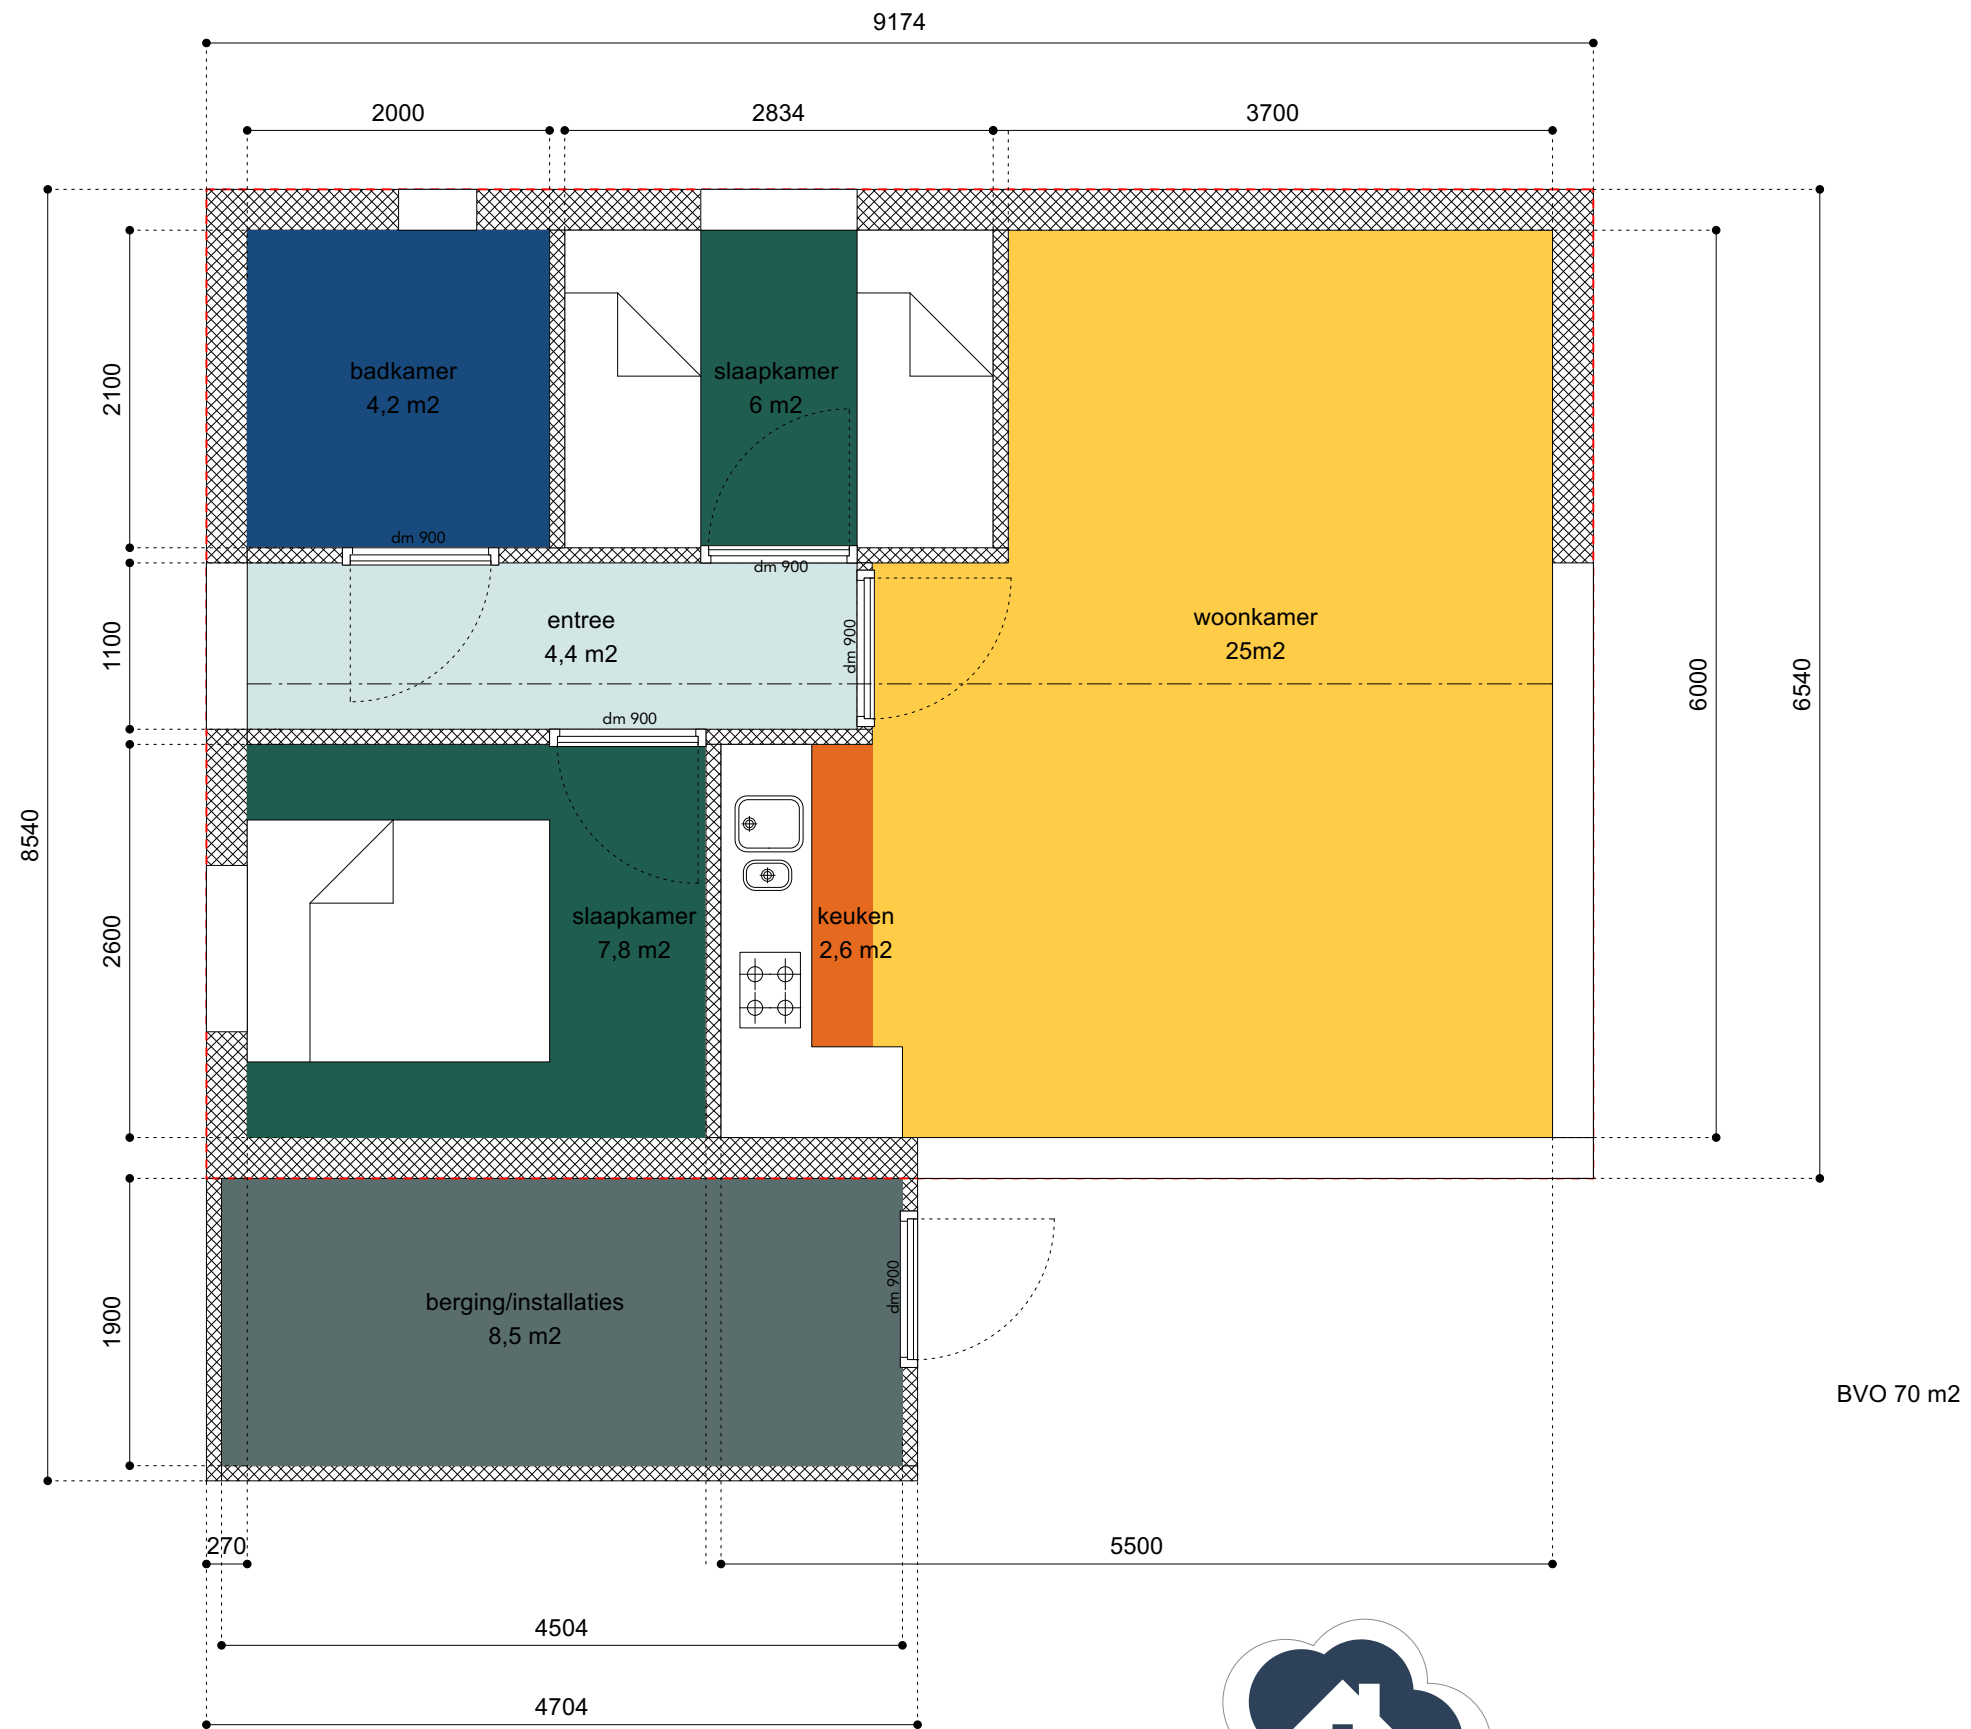 9174
2000
2834
3700
badkamer
4,2 m2
slaapkamer
6 m2
2100
dm 900
dm 900
entree
4,4 m2
dm 900
woonkamer
25m2
1100
6000
6540
dm 900
8540
2600
slaapkamer
7,8 m2
keuken
2,6 m2
berging/installaties
8,5 m2
dm 900
1900
BVO 70 m2
270
5500
4504
4704